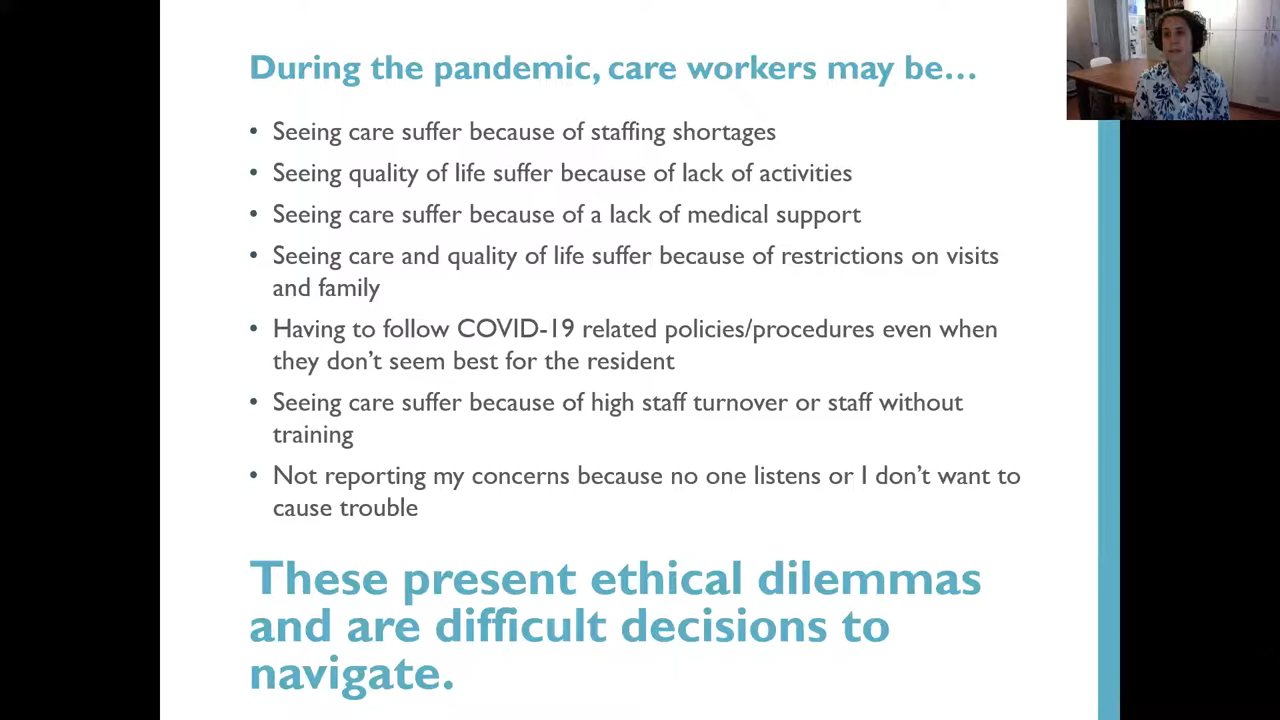 During the pandemic, care workers may be…
• Seeing care suffer because of staffing shortages
• Seeing quality of life suffer because of lack of activities
• Seeing care suffer because of a lack of medical support
• Seeing care and quality of life suffer because of restrictions on visits
and family
• Having to follow COVID-19 related policies/procedures even when
they don’t seem best for the resident
• Seeing care suffer because of high staff turnover or staff without
training
• Not reporting my concerns because no one listens or I don’t want to
cause trouble
These present ethical dilemmas
and are difficult decisions to
navigate.